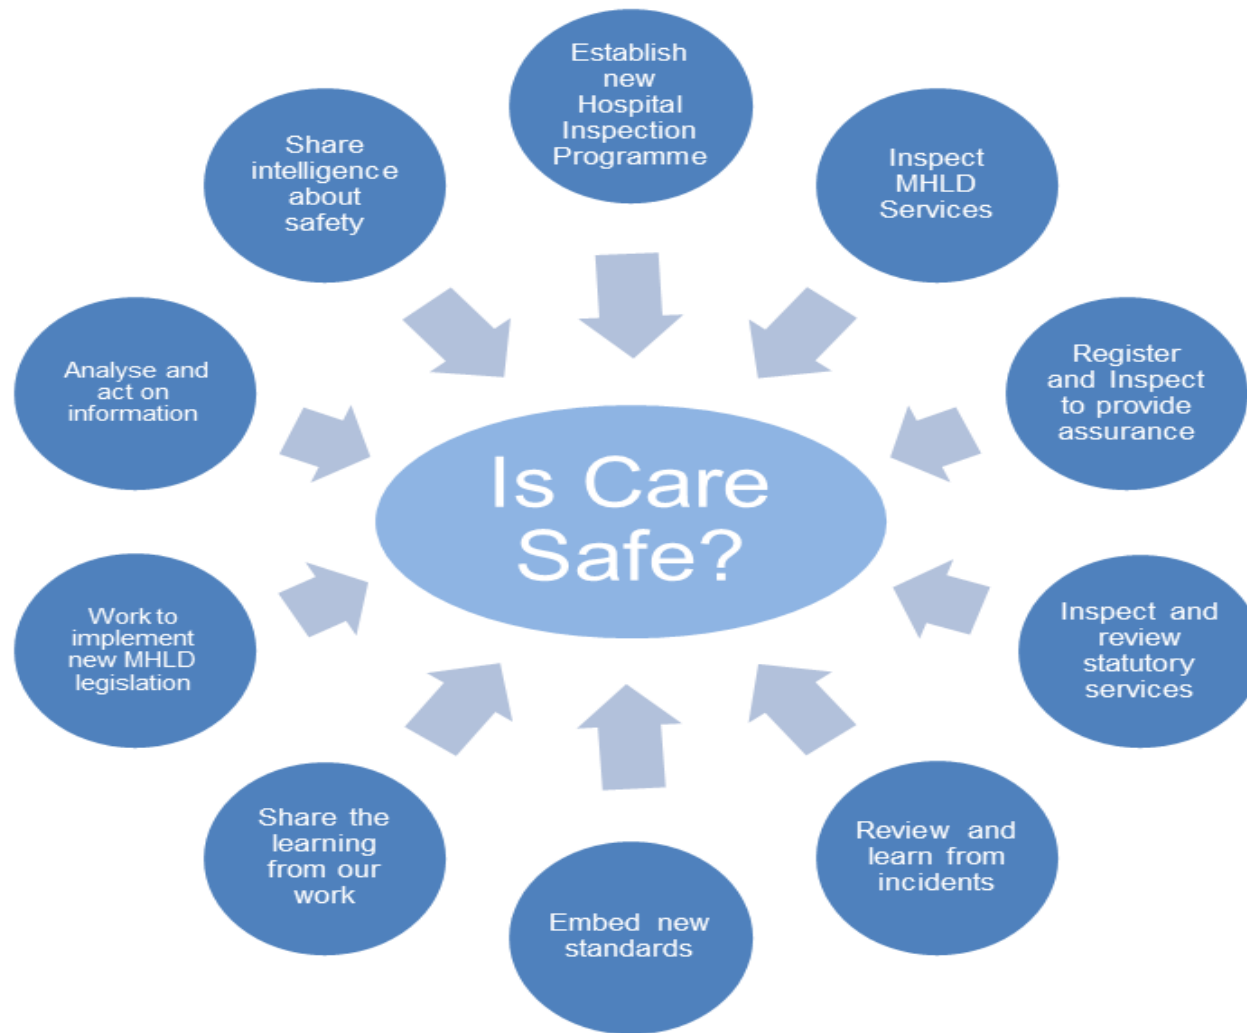 Establish
new
Hospital
Inspection
Programme
Inspect
MHLD
Services
Register
and Inspect
to provide
assurance
Inspect and
review
statutory
services
Review and
learn from
incidents
Embed new
standards
Share the
learning
from our
work
Work to
implement
new MHLD
legislation
Analyse and
act on
information
Share
intelligence
about
safety
Is Care
Safe?